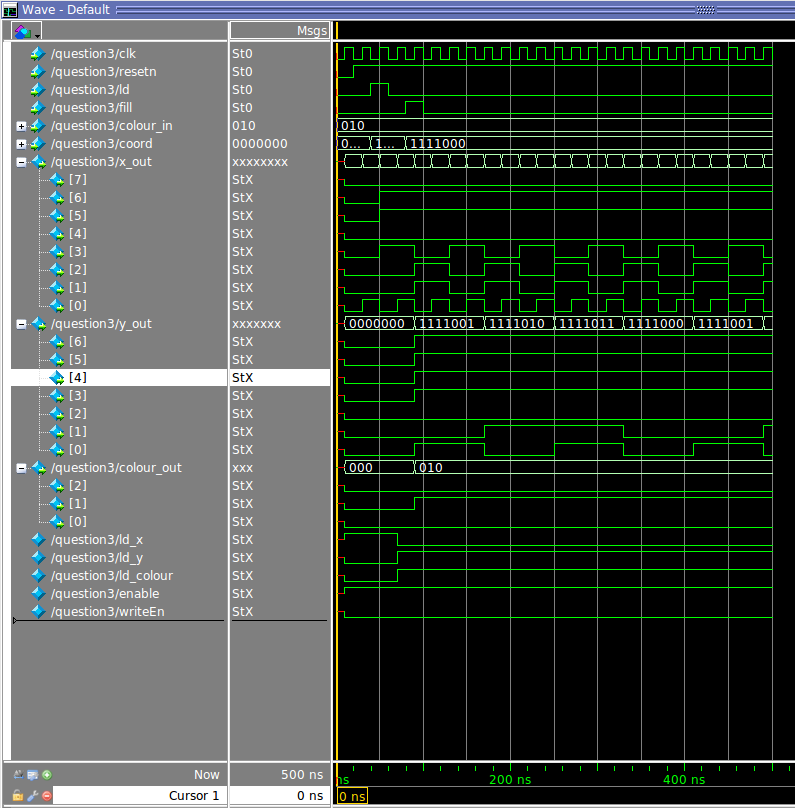 Wave - Default
Msgs
/question3/clk St0
/question3/resetn St0
/question3/ld St0
/question3/fill St0
/question3/colour_in 010 010
/question3/coord 0000000 0... 1... 1111000
/question3/x_out xxxxxxxx
[7] StX
[6] StX
[5] StX
[4] StX
[3] StX
[2] StX
[1] StX
[0] StX
/question3/y_out xxxxxxx 0000000 1111001 1111010 1111011 1111000 1111001
[6] StX
[5] StX
[4] StX
[3] StX
[2] StX
[1] StX
[0] StX
/question3/colour_out xxx 000 010
[2] StX
[1] StX
[0] StX
/question3/ld_x StX
/question3/ld_y StX
/question3/ld_colour StX
/question3/enable StX
/question3/writeEn StX
Now 500 ns ns 200 ns 400 ns
Cursor 1 0 ns 0 ns